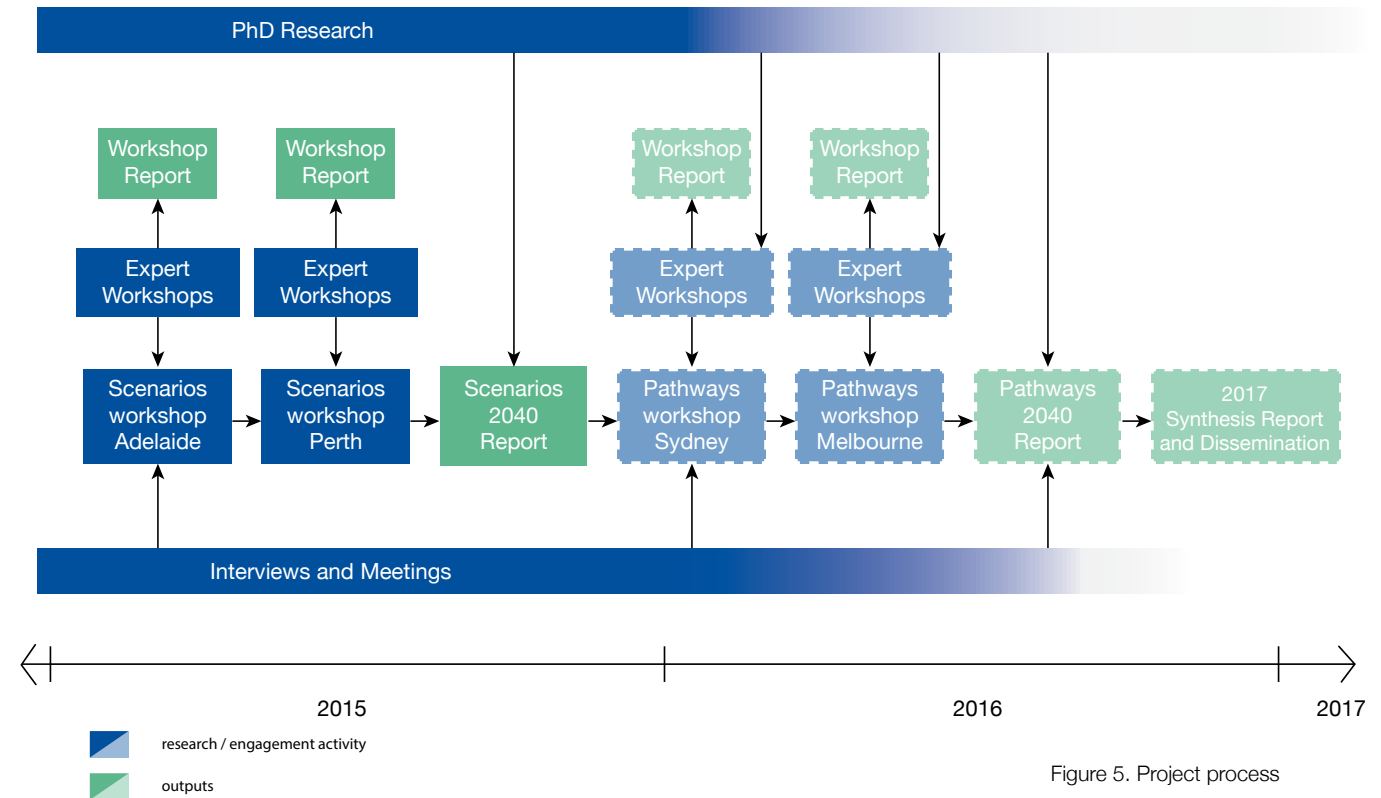 PhD Research
Workshop
Report
Workshop
Report
Workshop
Report
Workshop
Report
Expert
Workshops
Expert
Workshops
Expert
Workshops
Expert
Workshops
Scenarios
workshop
Adelaide
Scenarios
workshop
Perth
Scenarios
2040
Report
Pathways
workshop
Sydney
Pathways
workshop
Melbourne
Pathways
2040
Report
2017
Synthesis Report
and Dissemination
Interviews and Meetings
2015
2016
2017
research / engagement activity
outputs
Figure 5. Project process